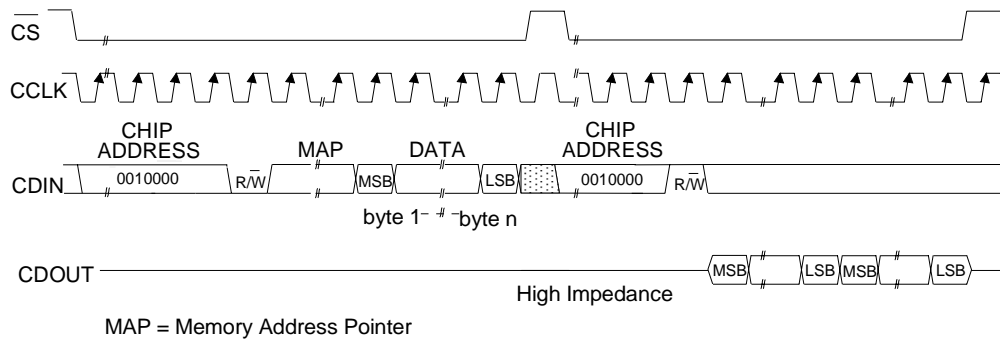 CS
CCLK
CHIP ADDRESS MAP DATA CHIP ADDRESS
CDIN 0010000 R/W MSB LSB 0010000 R/W
byte 1 byte n
CDOUT MSB LSB MSB LSB
High Impedance
MAP = Memory Address Pointer